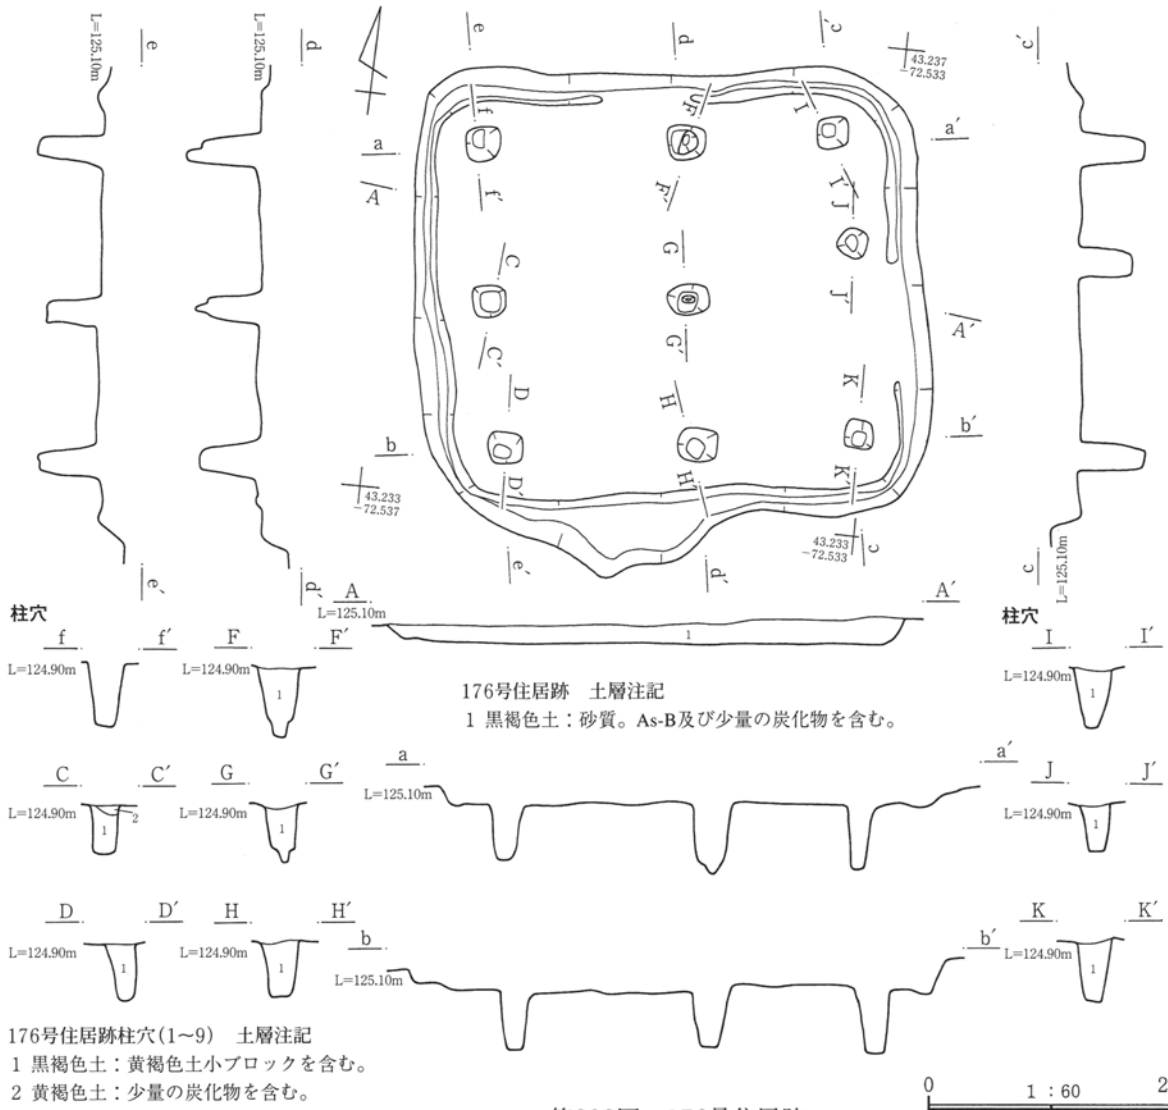 L=125.10m
e
L=125.10m
d
e
d
c′
43.237
−72.533
c′
f
F
I
a
a′
A
f′
F′
I′
J
C
G
J′
A′
C′
G′
D
H
K
b
b′
D′
H′
K′
43.233
−72.537
43.233
−72.533
c
e′
d′
e′
d′
c
L=125.10m
A
A′
L=125.10m
1
176号住居跡 土層注記
1 黒褐色土：砂質。As-B及び少量の炭化物を含む。
柱穴
f
f′
F
F′
L=124.90m
L=124.90m
1
C
C′
G
G′
L=124.90m
1
2
L=124.90m
1
D
D′
H
H′
L=124.90m
1
L=124.90m
1
柱穴
I
I′
L=124.90m
1
J
J′
L=124.90m
1
K
K′
L=124.90m
1
a
a′
L=125.10m
b
b′
L=125.10m
176号住居跡柱穴(1〜9) 土層注記
1 黒褐色土：黄褐色土小ブロックを含む。
2 黄褐色土：少量の炭化物を含む。
0
1：60
2